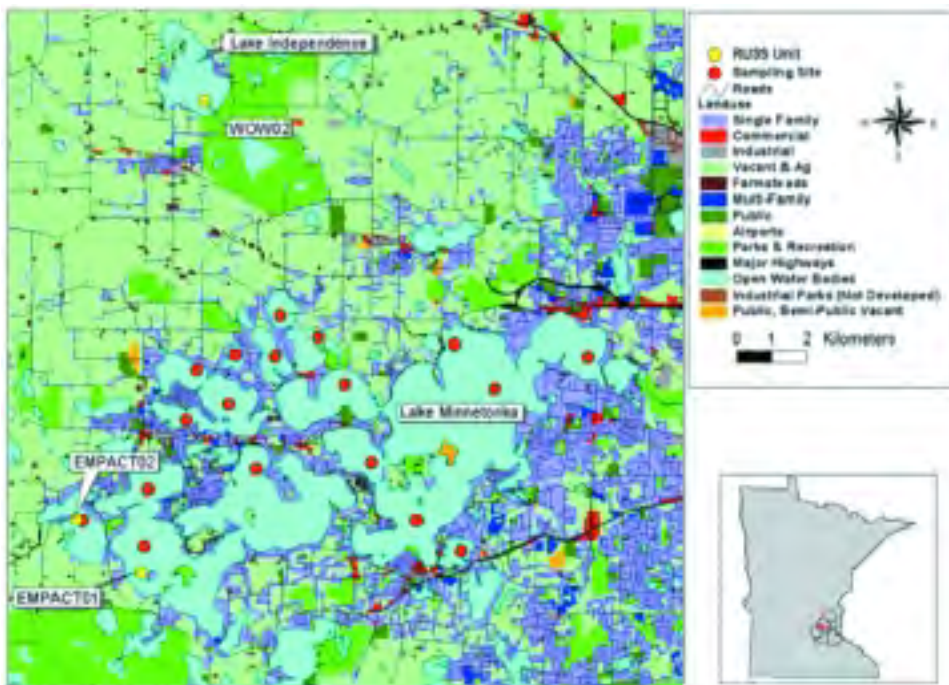 Lake Independence
WOW02
Lake Minnetonka
EMPACT02
EMPACT01
RUSS Unit
Sampling Site
Roads
Landuse
Single Family
Commercial
Industrial
Vacant & Ag
Farmsteads
Multi-Family
Public
Airports
Parks & Recreation
Major Highways
Open Water Bodies
Industrial Parks (Not Developed)
Public, Semi-Public Vacant
0 1 2 Kilometers